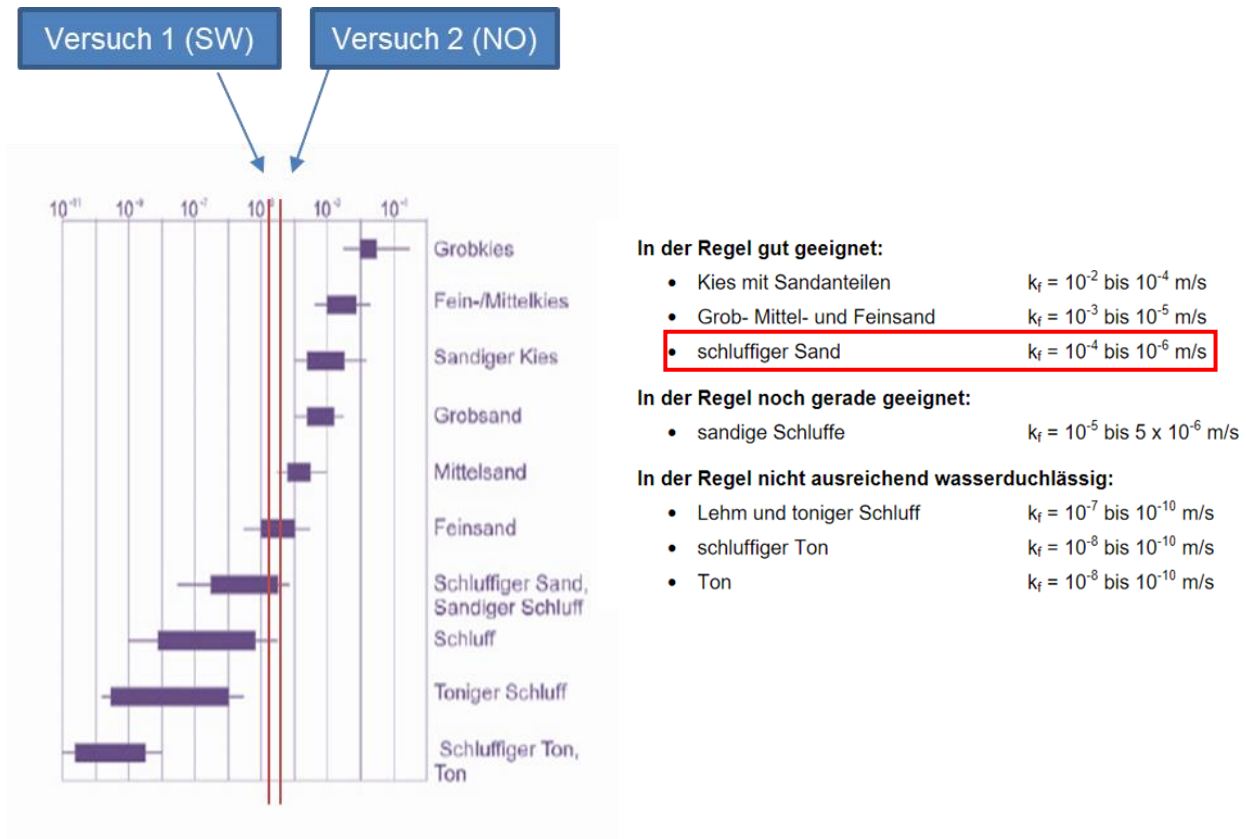 Versuch 1 (SW)
Versuch 2 (NO)
10⁻¹¹ 10⁻⁹ 10⁻⁷ 10 10⁻³ 10⁻¹
Grobkies
Fein-/Mittelkies
Sandiger Kies
Grobsand
Mittelsand
Feinsand
Schluffiger Sand,
Sandiger Schluff
Schluff
Toniger Schluff
Schluffiger Ton,
Ton
In der Regel gut geeignet:
• Kies mit Sandanteilen k_f = 10⁻² bis 10⁻⁴ m/s
• Grob- Mittel- und Feinsand k_f = 10⁻³ bis 10⁻⁵ m/s
• schluffiger Sand k_f = 10⁻⁴ bis 10⁻⁶ m/s
In der Regel noch gerade geeignet:
• sandige Schluffe k_f = 10⁻⁵ bis 5 x 10⁻⁶ m/s
In der Regel nicht ausreichend wasserduchlässig:
• Lehm und toniger Schluff k_f = 10⁻⁷ bis 10⁻¹⁰ m/s
• schluffiger Ton k_f = 10⁻⁸ bis 10⁻¹⁰ m/s
• Ton k_f = 10⁻⁸ bis 10⁻¹⁰ m/s